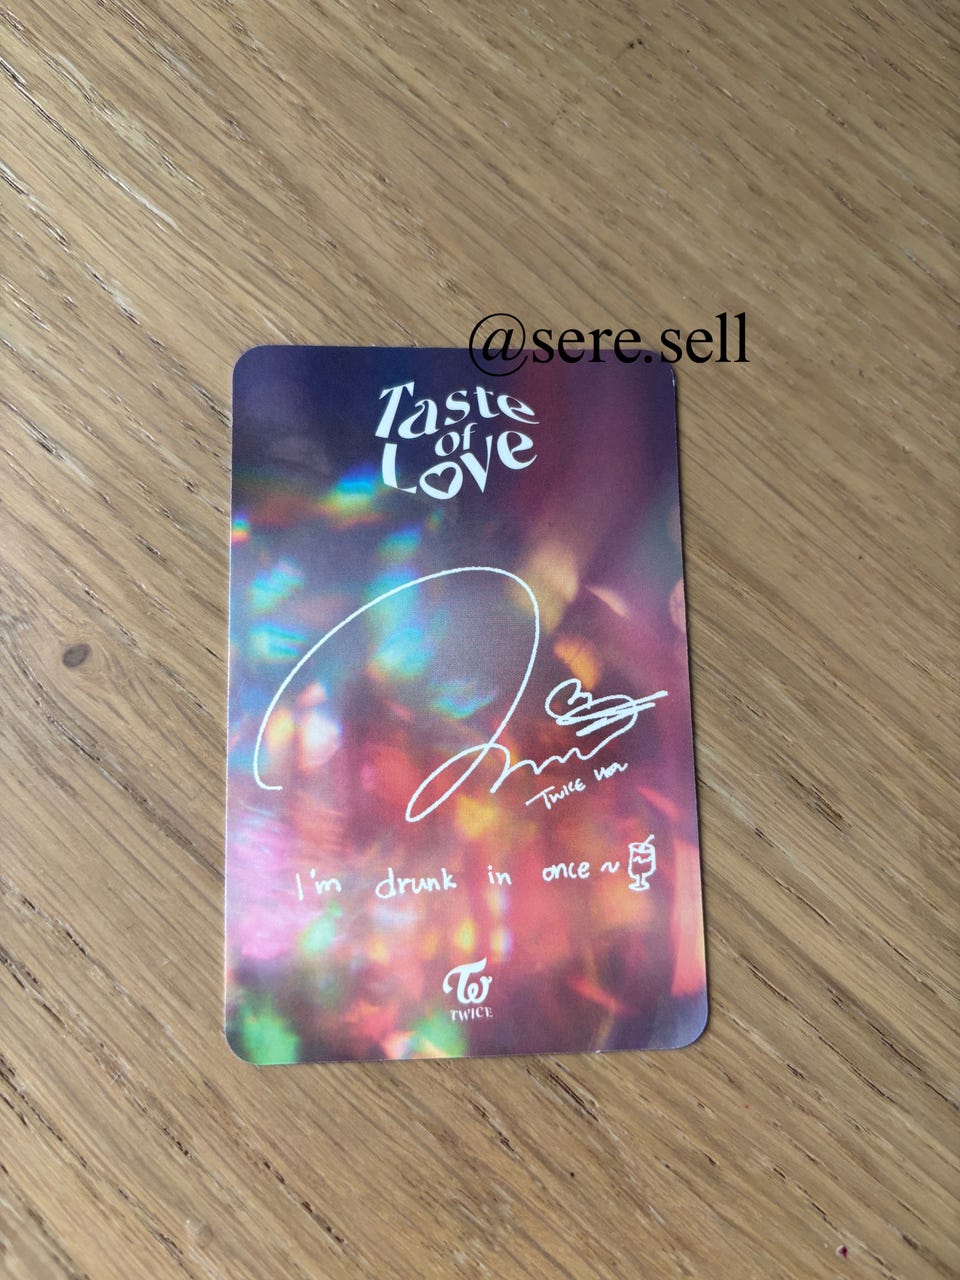 @sere.sell
Taste
of
Love
TWICE
I'm drunk in once ~
TWICE